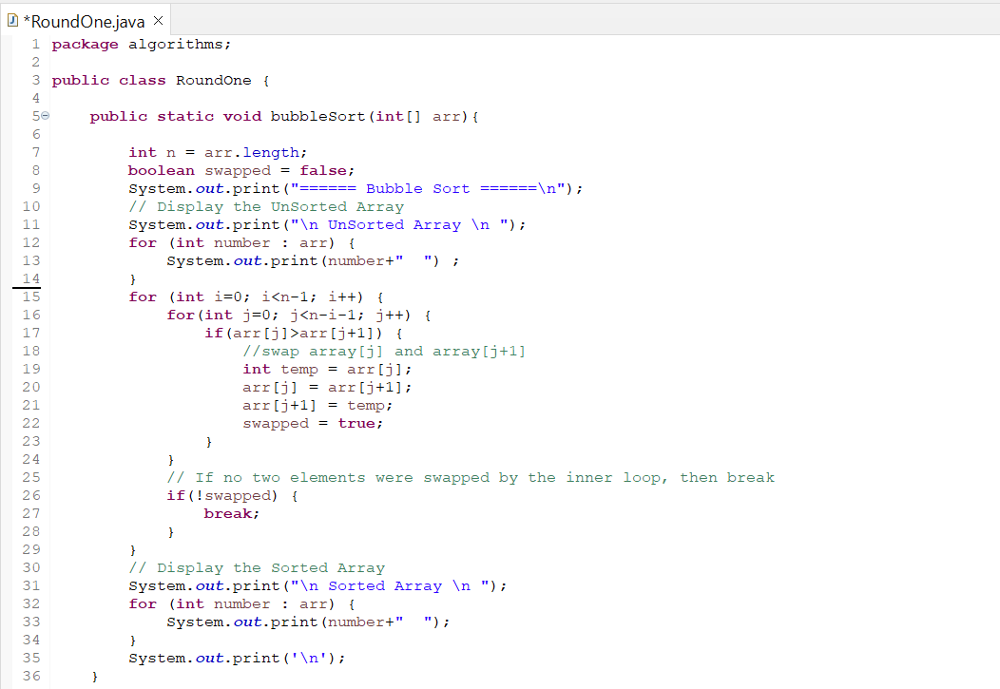 *RoundOne.java
1 package algorithms;
2
3 public class RoundOne {
4
5     public static void bubbleSort(int[] arr){
6
7         int n = arr.length;
8         boolean swapped = false;
9         System.out.print("====== Bubble Sort ======\n");
10         // Display the UnSorted Array
11         System.out.print("\n UnSorted Array \n ");
12         for (int number : arr) {
13             System.out.print(number+"  ") ;
14         }
15         for (int i=0; i<n-1; i++) {
16             for(int j=0; j<n-i-1; j++) {
17                 if(arr[j]>arr[j+1]) {
18                     //swap array[j] and array[j+1]
19                     int temp = arr[j];
20                     arr[j] = arr[j+1];
21                     arr[j+1] = temp;
22                     swapped = true;
23                 }
24             }
25             // If no two elements were swapped by the inner loop, then break
26             if(!swapped) {
27                 break;
28             }
29         }
30         // Display the Sorted Array
31         System.out.print("\n Sorted Array \n ");
32         for (int number : arr) {
33             System.out.print(number+"  ");
34         }
35         System.out.print('\n');
36     }